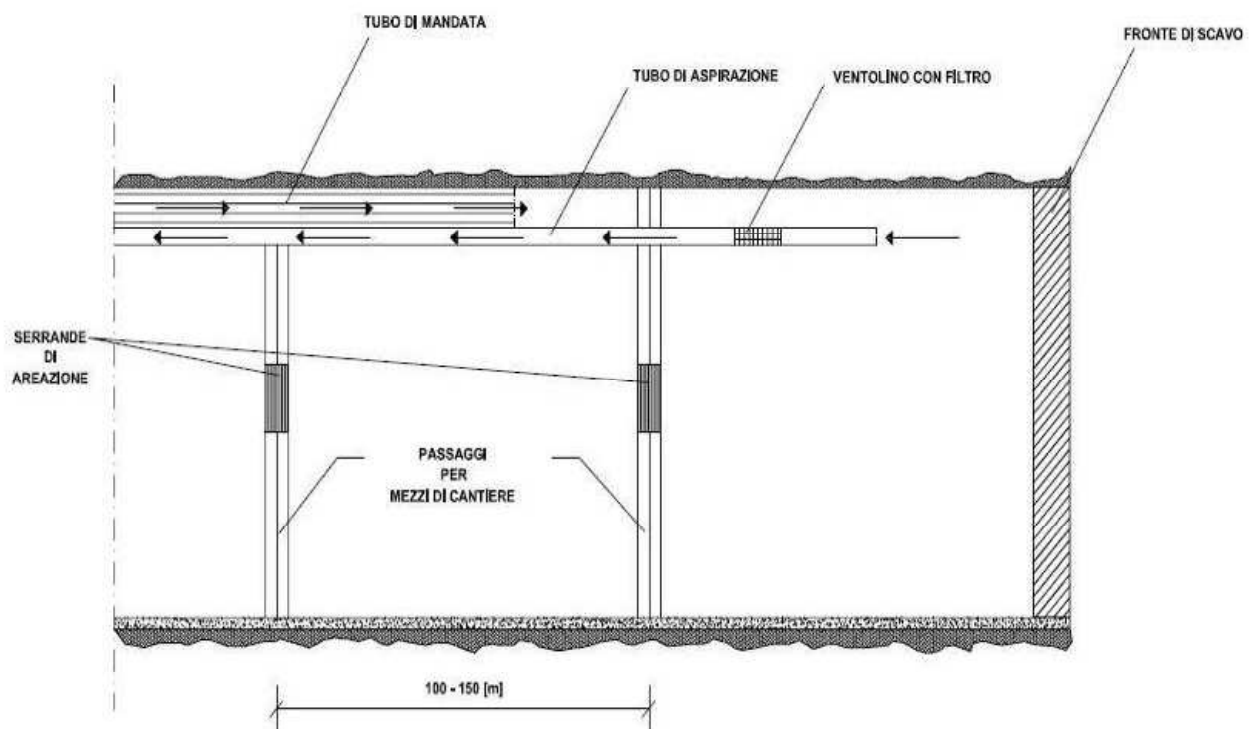 TUBO DI MANDATA
FRONTE DI SCAVO
TUBO DI ASPIRAZIONE
VENTOLINO CON FILTRO
SERRANDE
DI
AREAZIONE
PASSAGGI
PER
MEZZI DI CANTIERE
100 - 150 [m]